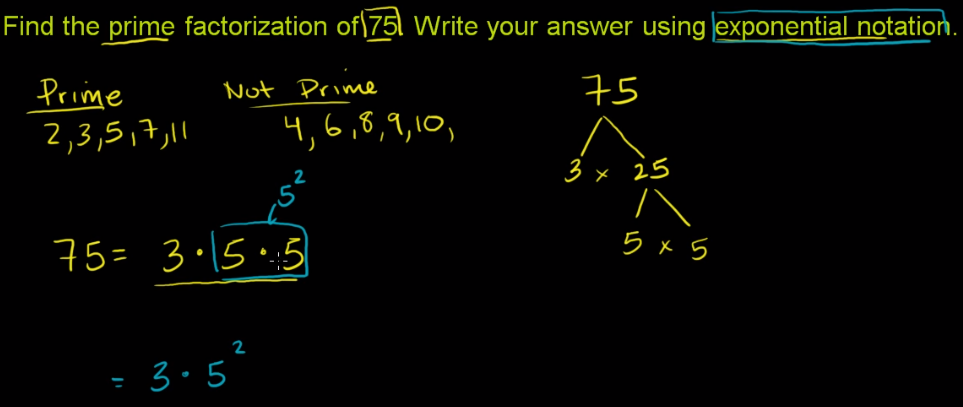 Find the prime factorization of 75. Write your answer using exponential notation.
Prime
2,3,5,7,11
Not Prime
4,6,8,9,10,
75
3 × 25
5 × 5
5²
75 = 3 · 5 · 5
= 3 · 5²